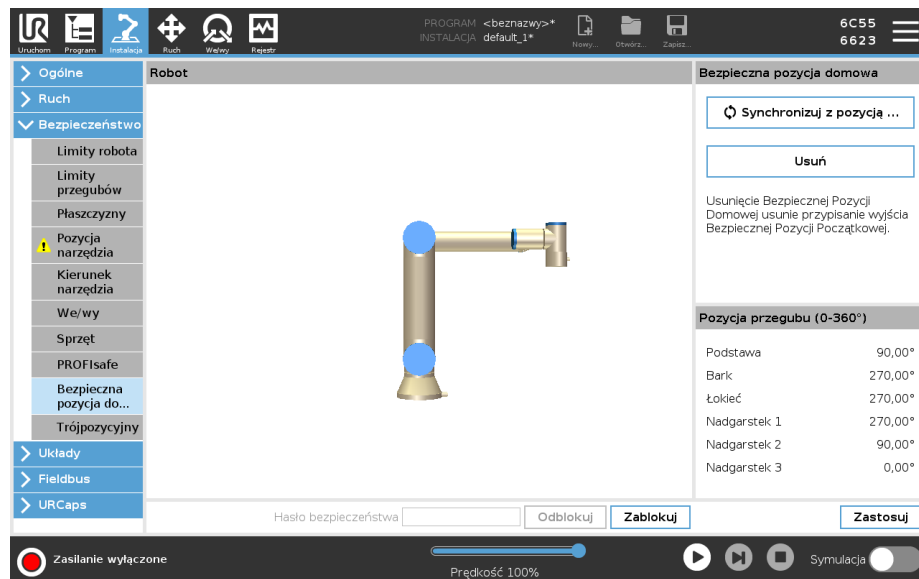 PROGRAM <beznazwy>*
INSTALACJA default_1*
Uruchom Program Instalacja Ruch We/wy Rejestr
Nowy... Otwórz... Zapisz...
6C55
6623
Ogólne
Ruch
Bezpieczeństwo
Limity robota
Limity
przegubów
Płaszczyzny
Pozycja
narzędzia
Kierunek
narzędzia
We/wy
Sprzęt
PROFIsafe
Bezpieczna
pozycja do...
Trójpozycyjny
Układy
Fieldbus
URCaps
Robot
Bezpieczna pozycja domowa
Synchronizuj z pozycją ...
Usuń
Usunięcie Bezpiecznej Pozycji
Domowej usunie przypisanie wyjścia
Bezpiecznej Pozycji Początkowej.
Pozycja przegubu (0-360°)
Podstawa 90,00°
Bark 270,00°
Łokieć 270,00°
Nadgarstek 1 270,00°
Nadgarstek 2 90,00°
Nadgarstek 3 0,00°
Hasło bezpieczeństwa Odblokuj Zablokuj Zastosuj
Zasilanie wyłączone
Prędkość 100%
Symulacja